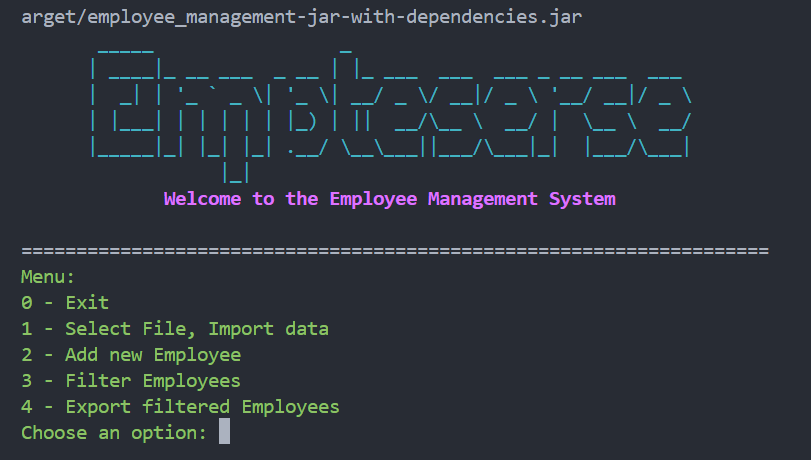 arget/employee_management-jar-with-dependencies.jar
Welcome to the Employee Management System
====================================================================
Menu:
0 - Exit
1 - Select File, Import data
2 - Add new Employee
3 - Filter Employees
4 - Export filtered Employees
Choose an option: